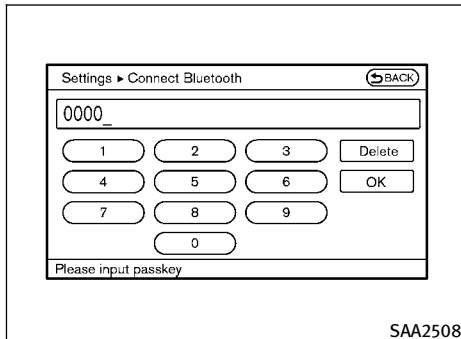 Settings ▸ Connect Bluetooth BACK
0000_
1 2 3 Delete
4 5 6 OK
7 8 9
0
Please input passkey
SAA2508